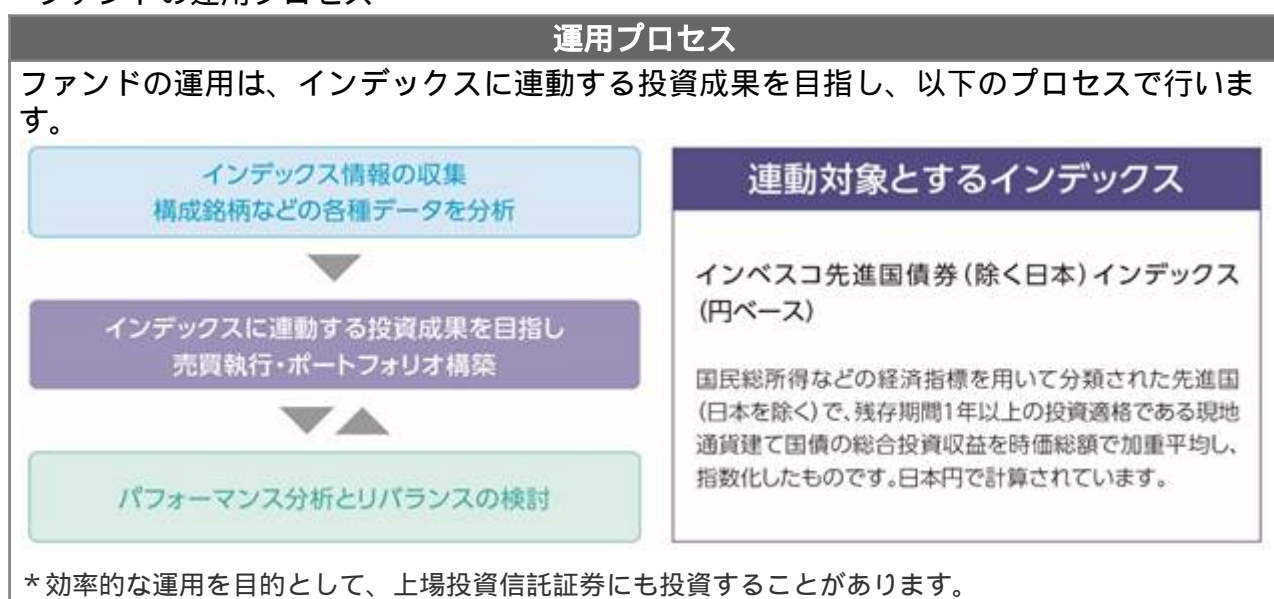 運用プロセス
ファンドの運用は、インデックスに連動する投資成果を目指し、以下のプロセスで行いま
す。
インデックス情報の収集
構成銘柄などの各種データを分析
インデックスに連動する投資成果を目指し
売買執行・ポートフォリオ構築
パフォーマンス分析とリバランスの検討
連動対象とするインデックス
インベスコ先進国債券(除く日本)インデックス
(円ベース)
国民総所得などの経済指標を用いて分類された先進国
(日本を除く)で、残存期間1年以上の投資適格である現地
通貨建て国債の総合投資収益を時価総額で加重平均し、
指数化したものです。日本円で計算されています。
*効率的な運用を目的として、上場投資信託証券にも投資することがあります。